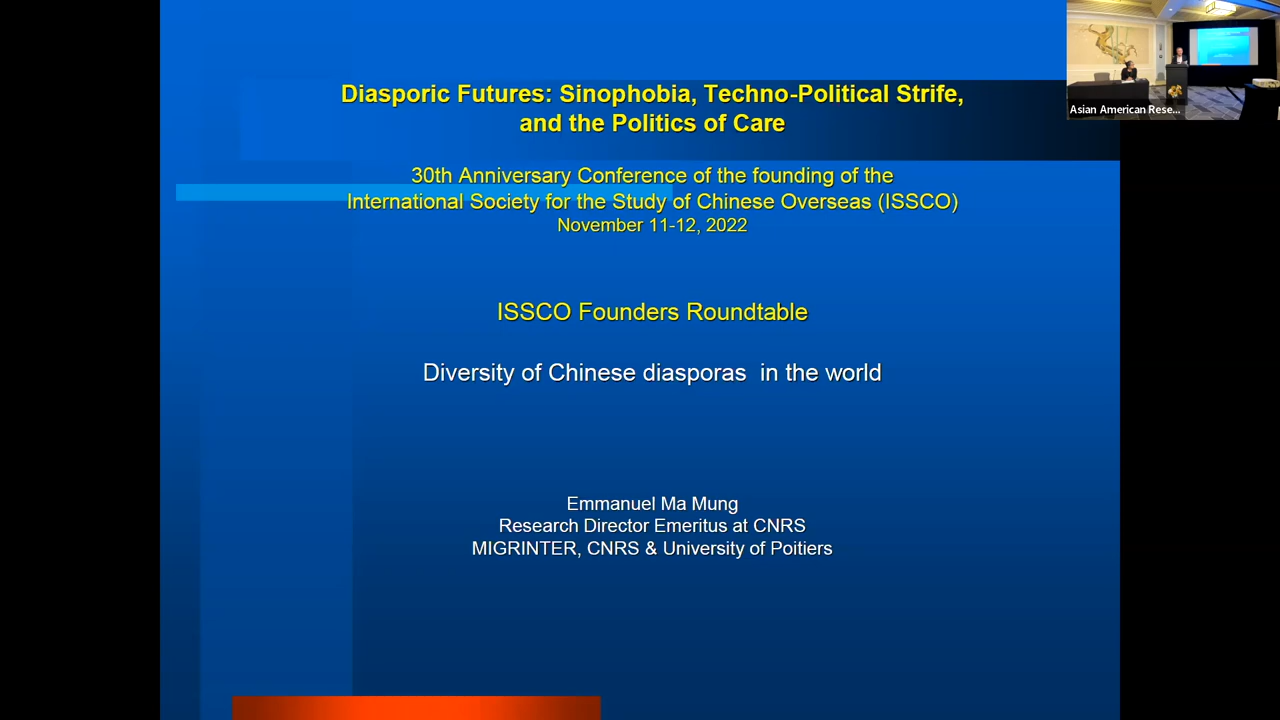 Diasporic Futures: Sinophobia, Techno-Political Strife,
and the Politics of Care
30th Anniversary Conference of the founding of the
International Society for the Study of Chinese Overseas (ISSCO)
November 11-12, 2022
ISSCO Founders Roundtable
Diversity of Chinese diasporas  in the world
Emmanuel Ma Mung
Research Director Emeritus at CNRS
MIGRINTER, CNRS & University of Poitiers
Asian American Rese...